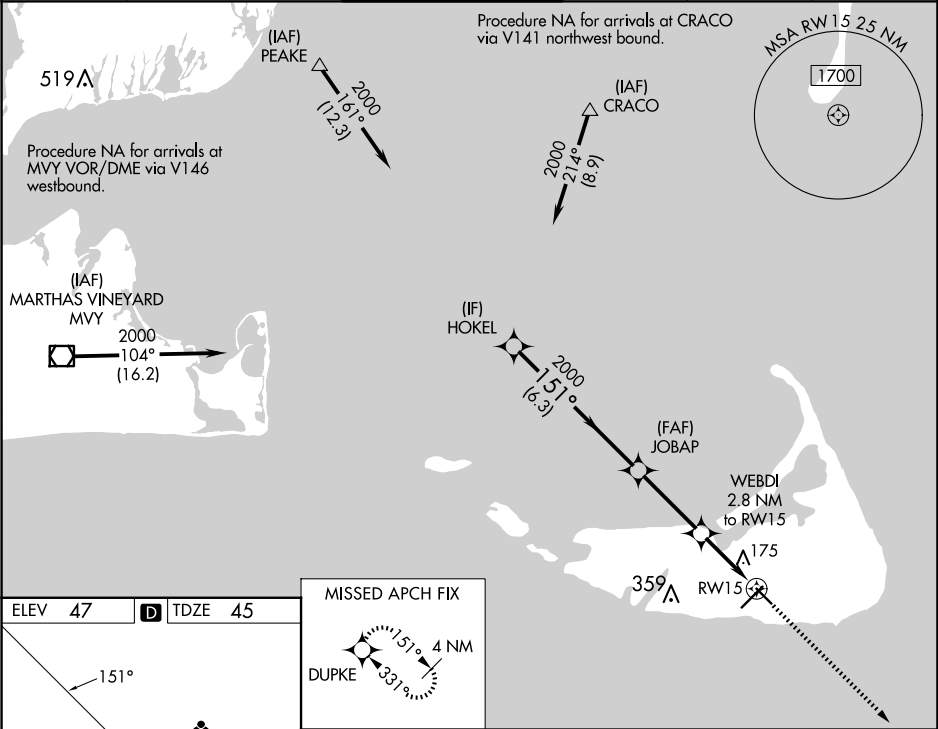 Procedure NA for arrivals at CRACO
via V141 northwest bound.
MSA RW15 25 NM
1700
(IAF)
PEAKE
2000
161°
(12.3)
519
(IAF)
CRACO
2000
214°
(8.9)
Procedure NA for arrivals at
MVY VOR/DME via V146
westbound.
(IAF)
MARTHAS VINEYARD
MVY
2000
104°
(16.2)
(IF)
HOKEL
2000
151°
(6.3)
(FAF)
JOBAP
WEBDI
2.8 NM
to RW15
175
359
RW15
MISSED APCH FIX
151°
4 NM
DUPKE
331°
ELEV 47
D
TDZE 45
151°